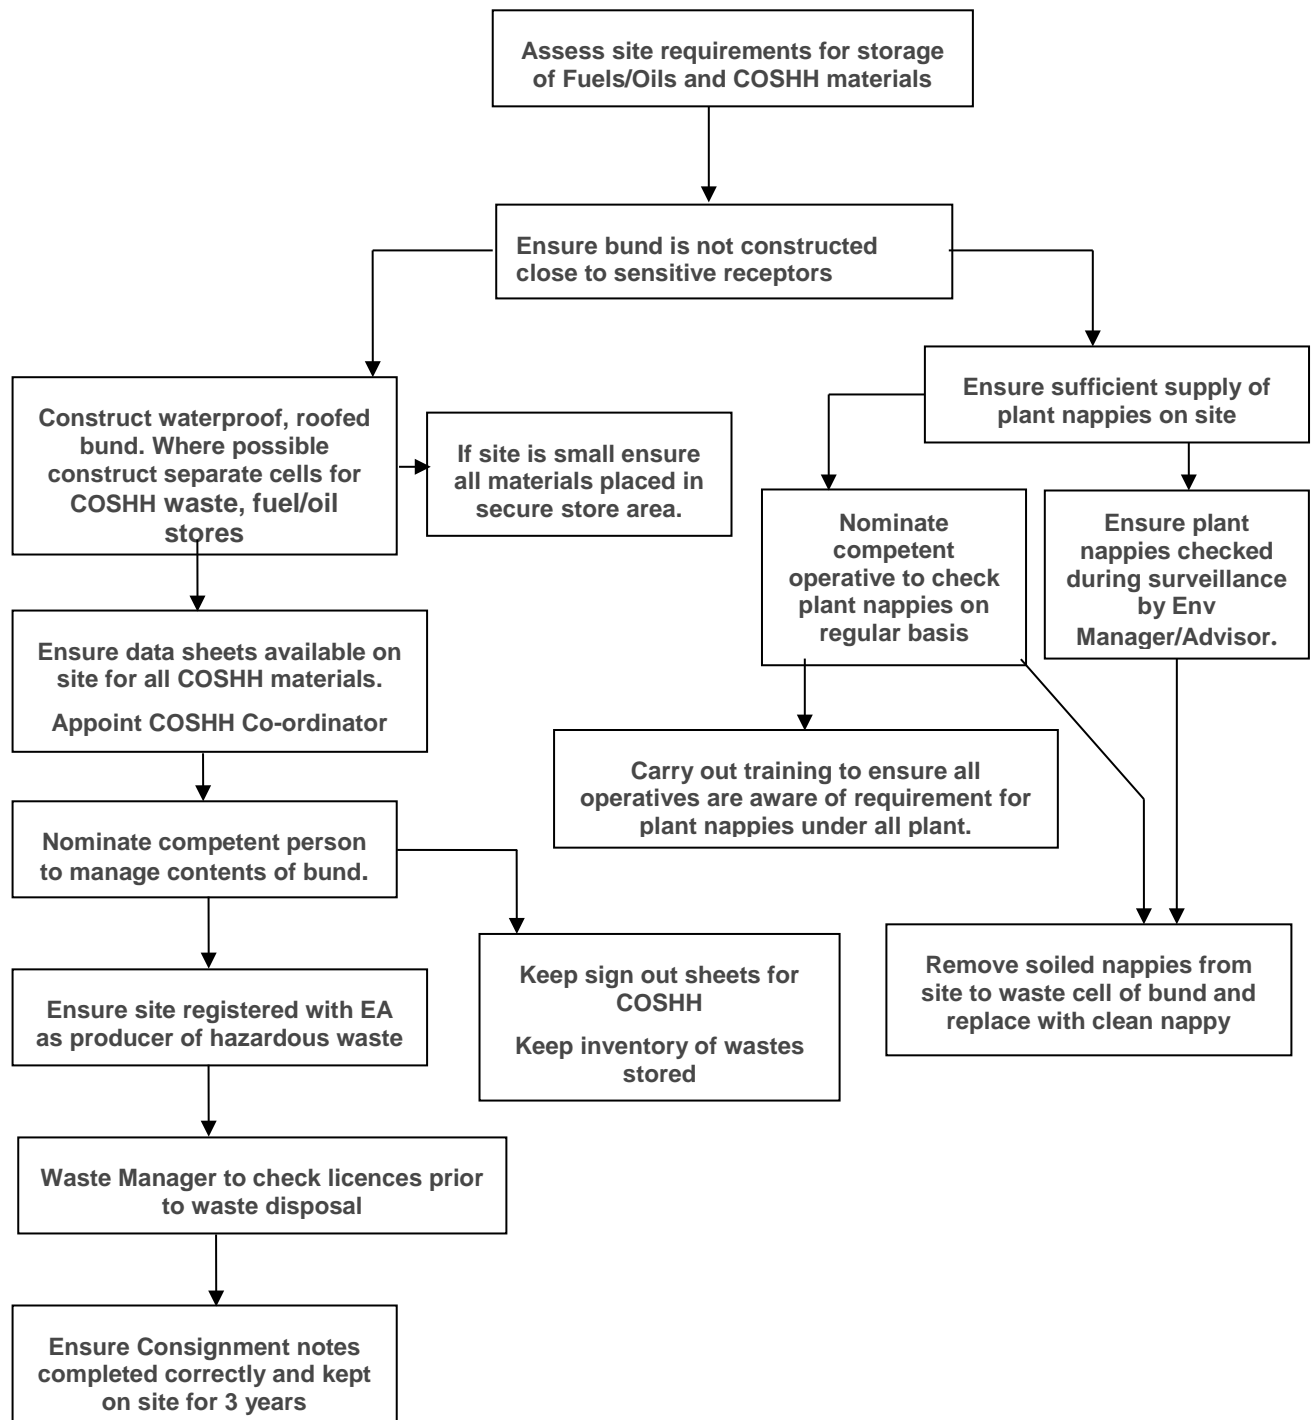 Assess site requirements for storage
of Fuels/Oils and COSHH materials
Ensure bund is not constructed
close to sensitive receptors
Construct waterproof, roofed
bund. Where possible
construct separate cells for
COSHH waste, fuel/oil
stores
If site is small ensure
all materials placed in
secure store area.
Ensure sufficient supply of
plant nappies on site
Nominate
competent
operative to check
plant nappies on
regular basis
Ensure plant
nappies checked
during surveillance
by Env
Manager/Advisor.
Ensure data sheets available on
site for all COSHH materials.
Appoint COSHH Co-ordinator
Carry out training to ensure all
operatives are aware of requirement for
plant nappies under all plant.
Nominate competent person
to manage contents of bund.
Keep sign out sheets for
COSHH
Keep inventory of wastes
stored
Remove soiled nappies from
site to waste cell of bund and
replace with clean nappy
Ensure site registered with EA
as producer of hazardous waste
Waste Manager to check licences prior
to waste disposal
Ensure Consignment notes
completed correctly and kept
on site for 3 years